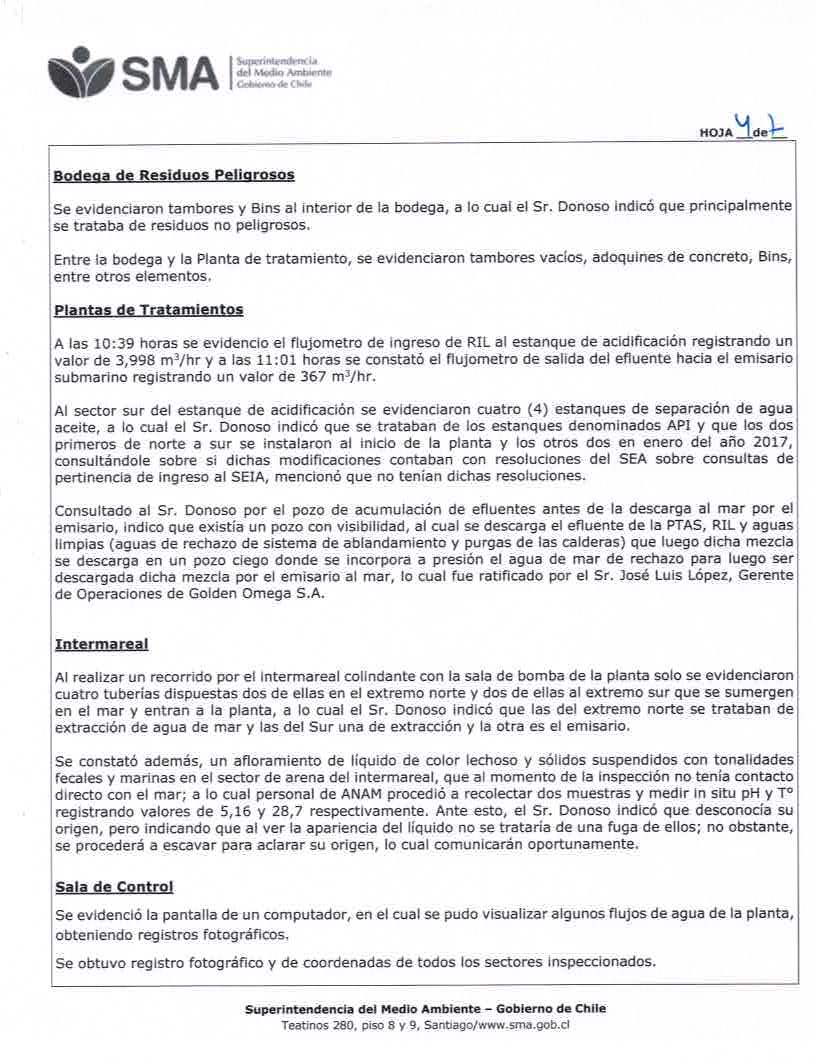 SMA
Superintendencia
del Medio Ambiente
Gobierno de Chile
HOJA 4 de 7
Bodega de Residuos Peligrosos
Se evidenciaron tambores y Bins al interior de la bodega, a lo cual el Sr. Donoso indicó que principalmente
se trataba de residuos no peligrosos.
Entre la bodega y la Planta de tratamiento, se evidenciaron tambores vacíos, adoquines de concreto, Bins,
entre otros elementos.
Plantas de Tratamientos
A las 10:39 horas se evidencio el flujometro de ingreso de RIL al estanque de acidificación registrando un
valor de 3,998 m³/hr y a las 11:01 horas se constató el flujometro de salida del efluente hacia el emisario
submarino registrando un valor de 367 m³/hr.
Al sector sur del estanque de acidificación se evidenciaron cuatro (4) estanques de separación de agua
aceite, a lo cual el Sr. Donoso indicó que se trataban de los estanques denominados API y que los dos
primeros de norte a sur se instalaron al inicio de la planta y los otros dos en enero del año 2017,
consultándole sobre si dichas modificaciones contaban con resoluciones del SEA sobre consultas de
pertinencia de ingreso al SEIA, mencionó que no tenían dichas resoluciones.
Consultado al Sr. Donoso por el pozo de acumulación de efluentes antes de la descarga al mar por el
emisario, indico que existía un pozo con visibilidad, al cual se descarga el efluente de la PTAS, RIL y aguas
limpias (aguas de rechazo de sistema de ablandamiento y purgas de las calderas) que luego dicha mezcla
se descarga en un pozo ciego donde se incorpora a presión el agua de mar de rechazo para luego ser
descargada dicha mezcla por el emisario al mar, lo cual fue ratificado por el Sr. José Luis López, Gerente
de Operaciones de Golden Omega S.A.
Intermareal
Al realizar un recorrido por el intermareal colindante con la sala de bomba de la planta solo se evidenciaron
cuatro tuberías dispuestas dos de ellas en el extremo norte y dos de ellas al extremo sur que se sumergen
en el mar y entran a la planta, a lo cual el Sr. Donoso indicó que las del extremo norte se trataban de
extracción de agua de mar y las del Sur una de extracción y la otra es el emisario.
Se constató además, un afloramiento de líquido de color lechoso y sólidos suspendidos con tonalidades
fecales y marinas en el sector de arena del intermareal, que al momento de la inspección no tenía contacto
directo con el mar; a lo cual personal de ANAM procedió a recolectar dos muestras y medir in situ pH y T°
registrando valores de 5,16 y 28,7 respectivamente. Ante esto, el Sr. Donoso indicó que desconocía su
origen, pero indicando que al ver la apariencia del líquido no se trataría de una fuga de ellos; no obstante,
se procederá a escavar para aclarar su origen, lo cual comunicarán oportunamente.
Sala de Control
Se evidenció la pantalla de un computador, en el cual se pudo visualizar algunos flujos de agua de la planta,
obteniendo registros fotográficos.
Se obtuvo registro fotográfico y de coordenadas de todos los sectores inspeccionados.
Superintendencia del Medio Ambiente – Gobierno de Chile
Teatinos 280, piso 8 y 9, Santiago/www.sma.gob.cl